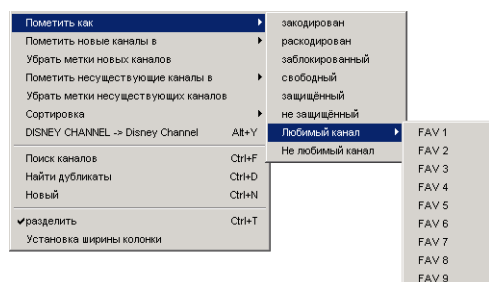 Пометить как
Пометить новые каналы в
Убрать метки новых каналов
Пометить несуществующие каналы в
Убрать метки несуществующих каналов
Сортировка
DISNEY CHANNEL -> Disney Channel Alt+Y
Поиск каналов Ctrl+F
Найти дубликаты Ctrl+D
Новый Ctrl+N
✔разделить Ctrl+T
Установка ширины колонки
закодирован
раскодирован
заблокированный
свободный
защищённый
не защищённый
Любимый канал
Не любимый канал
FAV 1
FAV 2
FAV 3
FAV 4
FAV 5
FAV 6
FAV 7
FAV 8
FAV 9